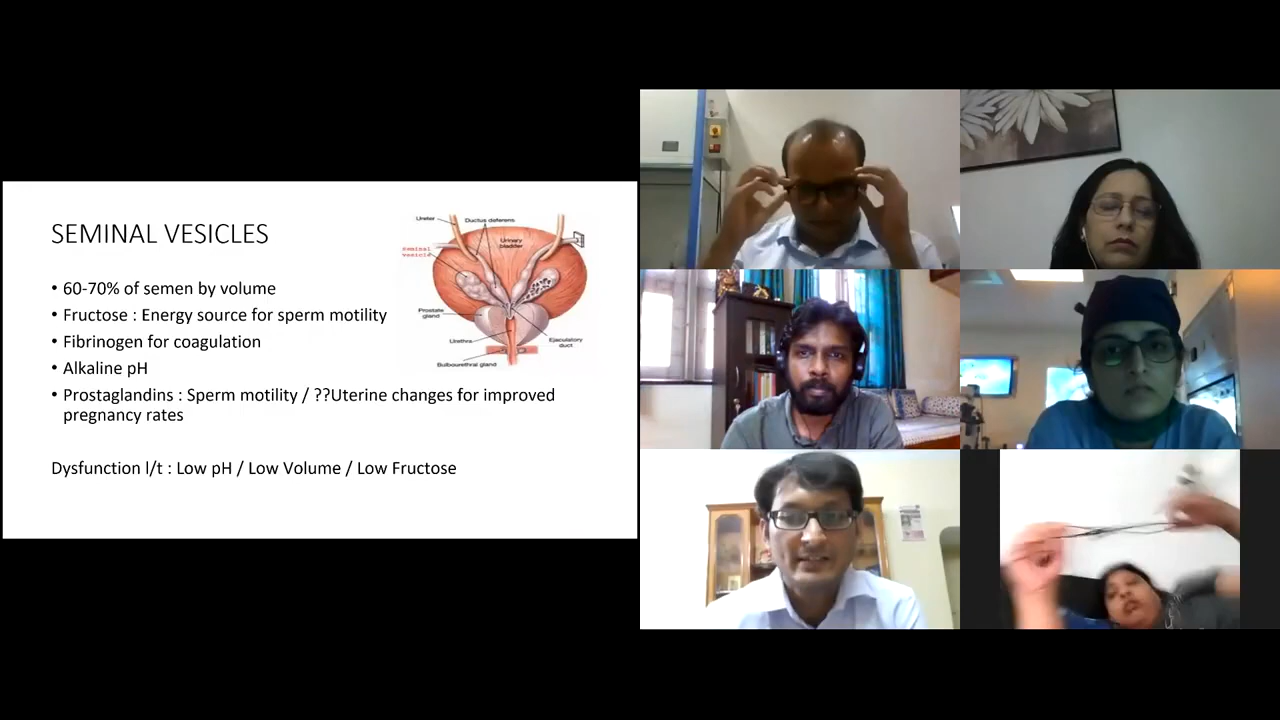 SEMINAL VESICLES
• 60-70% of semen by volume
• Fructose : Energy source for sperm motility
• Fibrinogen for coagulation
• Alkaline pH
• Prostaglandins : Sperm motility / ??Uterine changes for improved
pregnancy rates
Dysfunction l/t : Low pH / Low Volume / Low Fructose
Ureter
Ductus deferens
Urinary
bladder
seminal
vesicle
Prostate
gland
Urethra
Ejaculatory
duct
Bulbourethral gland